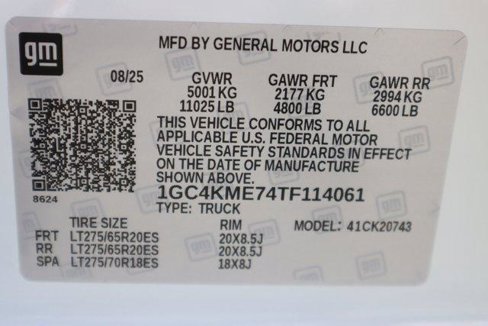 gm
MFD BY GENERAL MOTORS LLC
08/25 GVWR GAWR FRT GAWR RR
5001 KG 2177 KG 2994 KG
11025 LB 4800 LB 6600 LB
THIS VEHICLE CONFORMS TO ALL
APPLICABLE U.S. FEDERAL MOTOR
VEHICLE SAFETY STANDARDS IN EFFECT
ON THE DATE OF MANUFACTURE
SHOWN ABOVE.
8624
1GC4KME74TF114061
TYPE: TRUCK
TIRE SIZE RIM MODEL: 41CK20743
FRT LT275/65R20ES 20X8.5J
RR LT275/65R20ES 20X8.5J
SPA LT275/70R18ES 18X8J